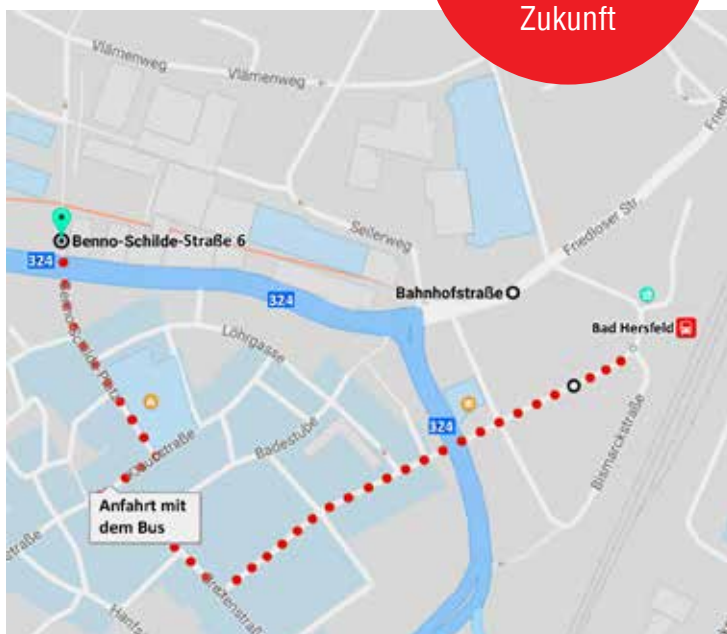 Zukunft
Vlämenweg
Vlämenweg
Friedloser Str.
Seilerweg
Benno-Schilde-Straße 6
324
324
Bahnhofstraße
Bad Hersfeld
Löhrgasse
324
Badestube
Bismarckstraße
Anfahrt mit
dem Bus